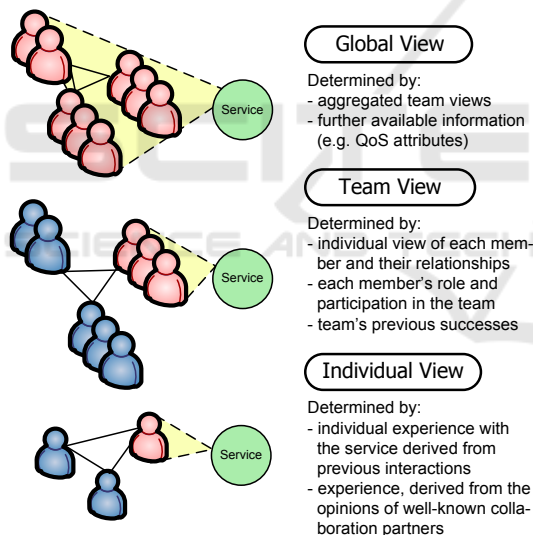 Service
Global View
Determined by:
- aggregated team views
- further available information
(e.g. QoS attributes)
Service
Team View
Determined by:
- individual view of each mem-
ber and their relationships
- each member's role and
participation in the team
- team's previous successes
Service
Individual View
Determined by:
- individual experience with
the service derived from
previous interactions
- experience, derived from the
opinions of well-known colla-
boration partners